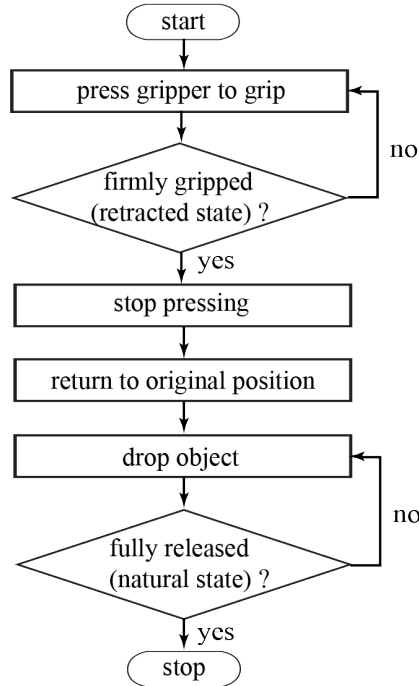 start
press gripper to grip
no
firmly gripped
(retracted state) ?
yes
stop pressing
return to original position
drop object
no
fully released
(natural state) ?
yes
stop